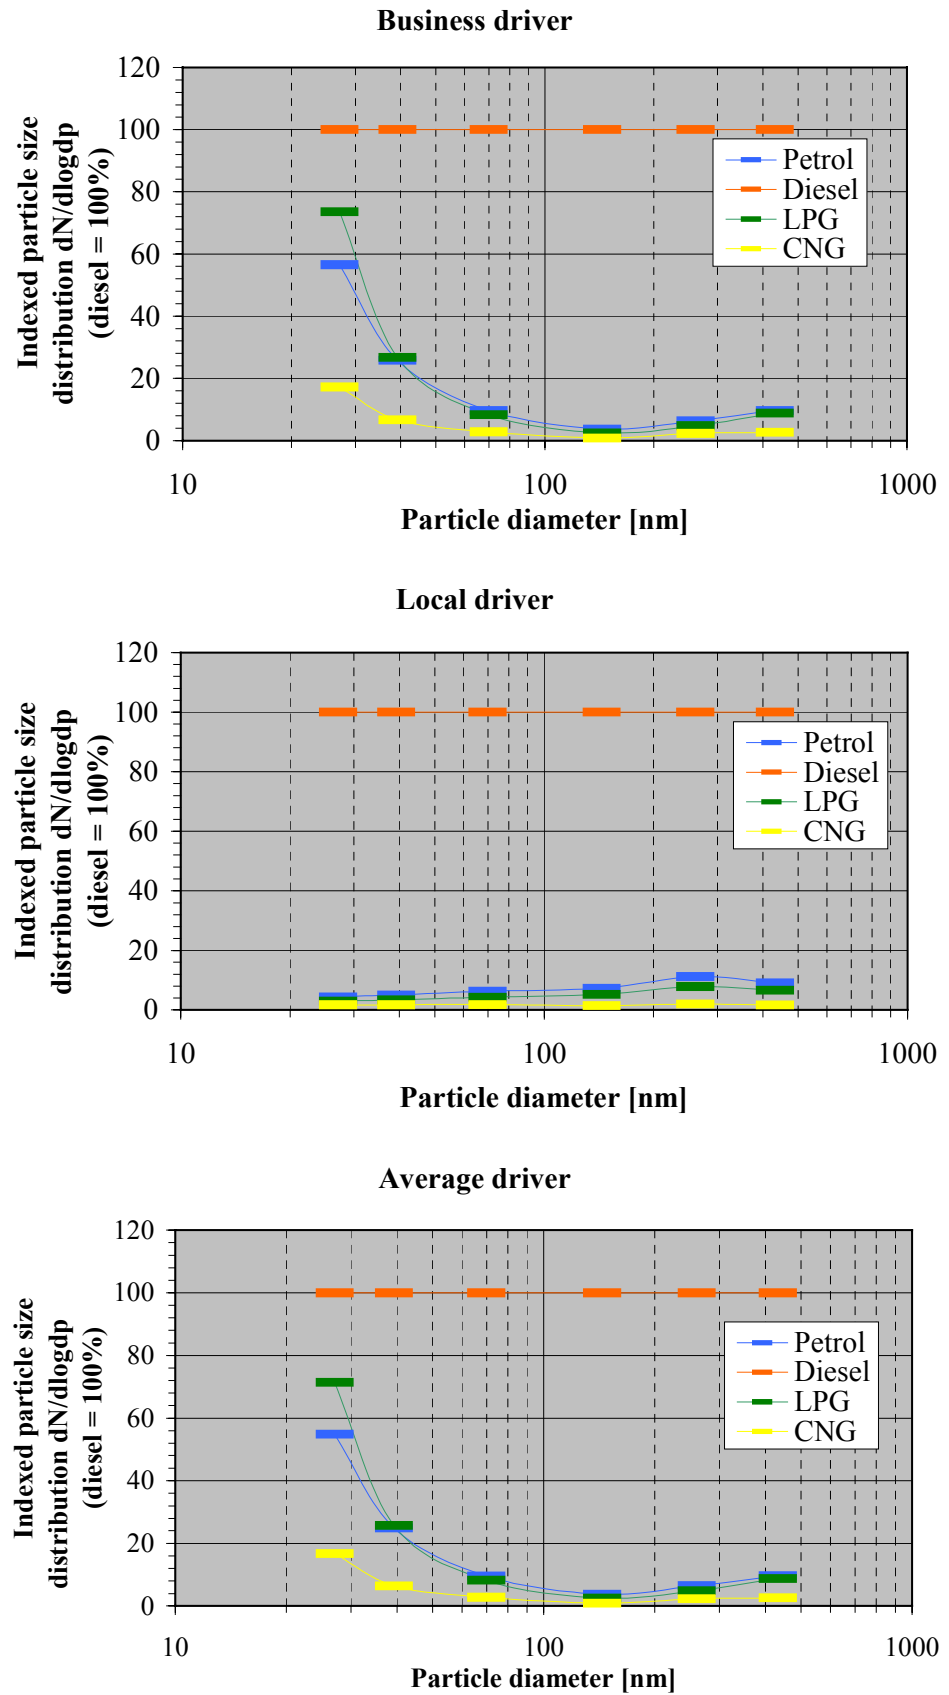 Business driver
Indexed particle size
distribution dN/dlogdp
(diesel = 100%)
120
100
80
60
40
20
0
Petrol
Diesel
LPG
CNG
10
100
1000
Particle diameter [nm]
Local driver
Indexed particle size
distribution dN/dlogdp
(diesel = 100%)
120
100
80
60
40
20
0
Petrol
Diesel
LPG
CNG
10
100
1000
Particle diameter [nm]
Average driver
Indexed particle size
distribution dN/dlogdp
(diesel = 100%)
120
100
80
60
40
20
0
Petrol
Diesel
LPG
CNG
10
100
1000
Particle diameter [nm]